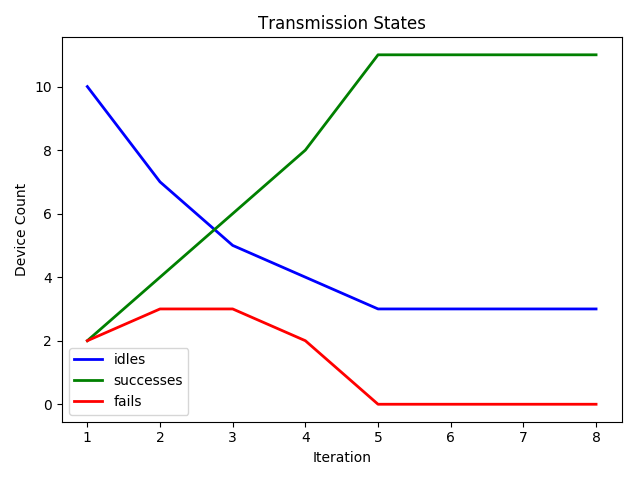 Transmission States
Device Count
10
8
6
4
2
0
idles
successes
fails
1 2 3 4 5 6 7 8
Iteration